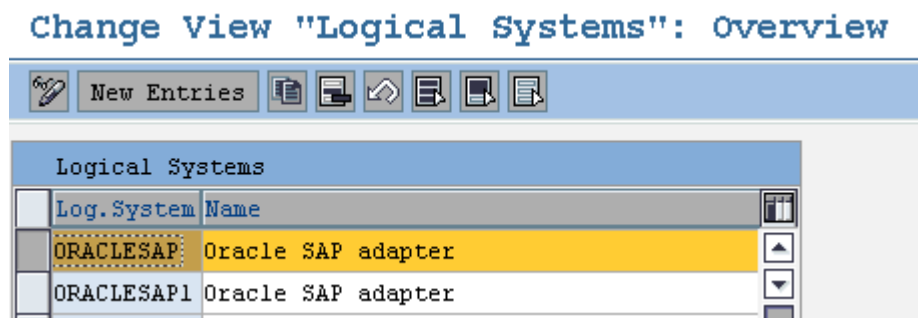 Change View "Logical Systems": Overview
New Entries
Logical Systems
Log.System Name
ORACLESAP Oracle SAP adapter
ORACLESAP1 Oracle SAP adapter